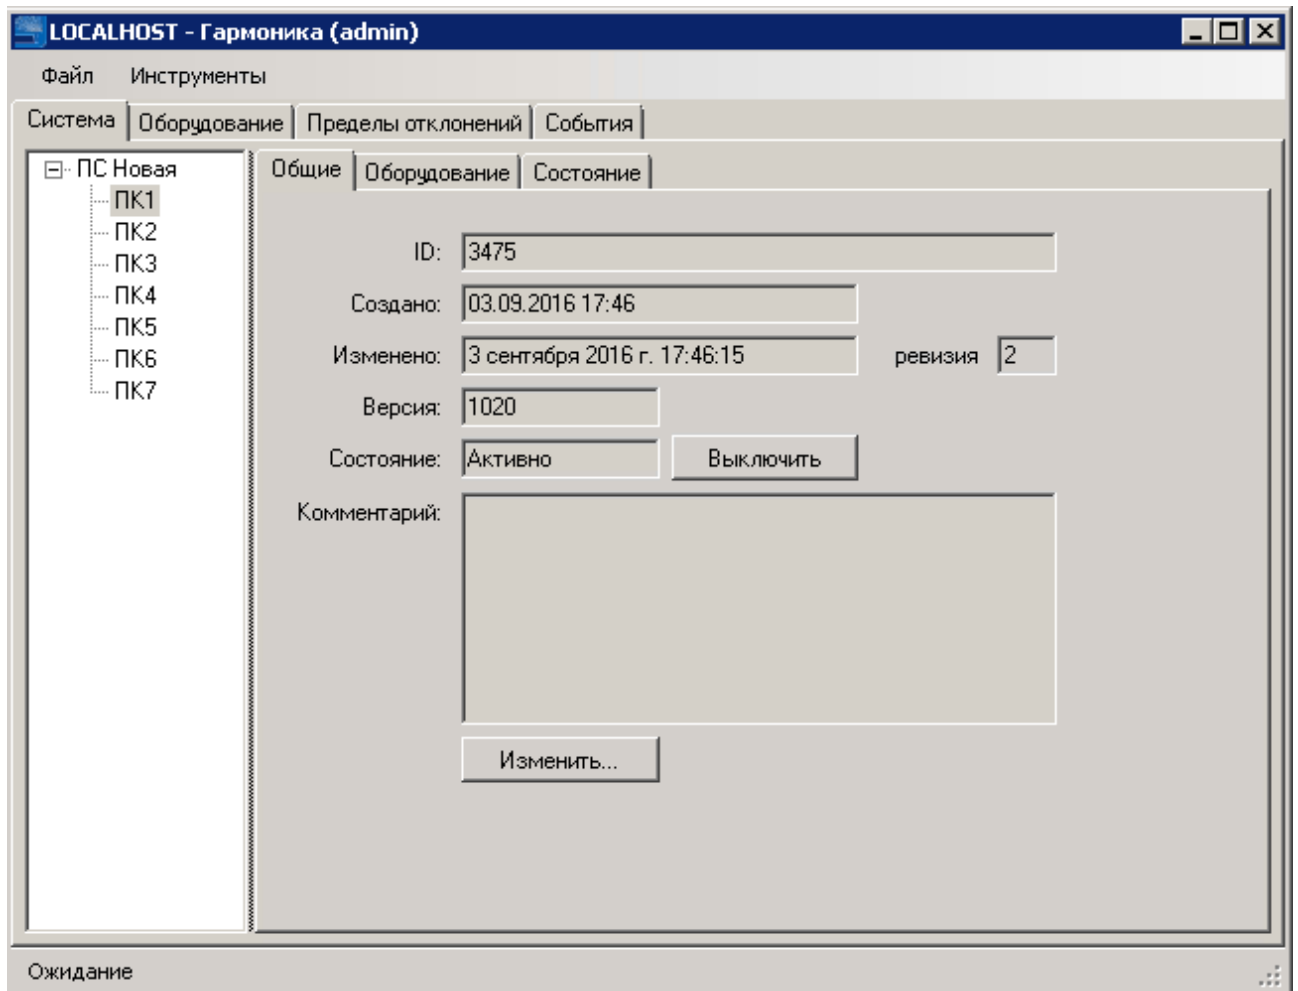 LOCALHOST - Гармоника (admin)
Файл Инструменты
Система Оборудование Пределы отклонений События
ПС Новая
ПК1
ПК2
ПК3
ПК4
ПК5
ПК6
ПК7
Общие Оборудование Состояние
ID: 3475
Создано: 03.09.2016 17:46
Изменено: 3 сентября 2016 г. 17:46:15 ревизия 2
Версия: 1020
Состояние: Активно Выключить
Комментарий:
Изменить...
Ожидание